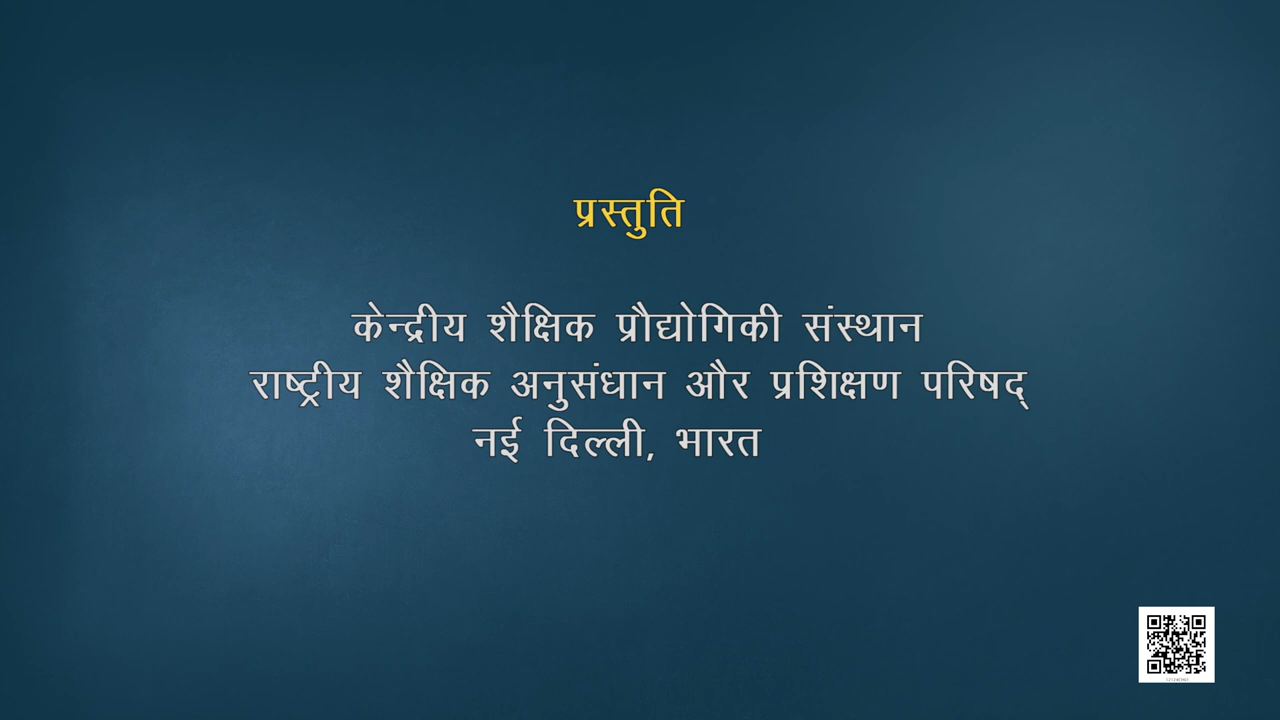 प्रस्तुति
केन्द्रीय शैक्षिक प्रौद्योगिकी संस्थान
राष्ट्रीय शैक्षिक अनुसंधान और प्रशिक्षण परिषद्
नई दिल्ली, भारत